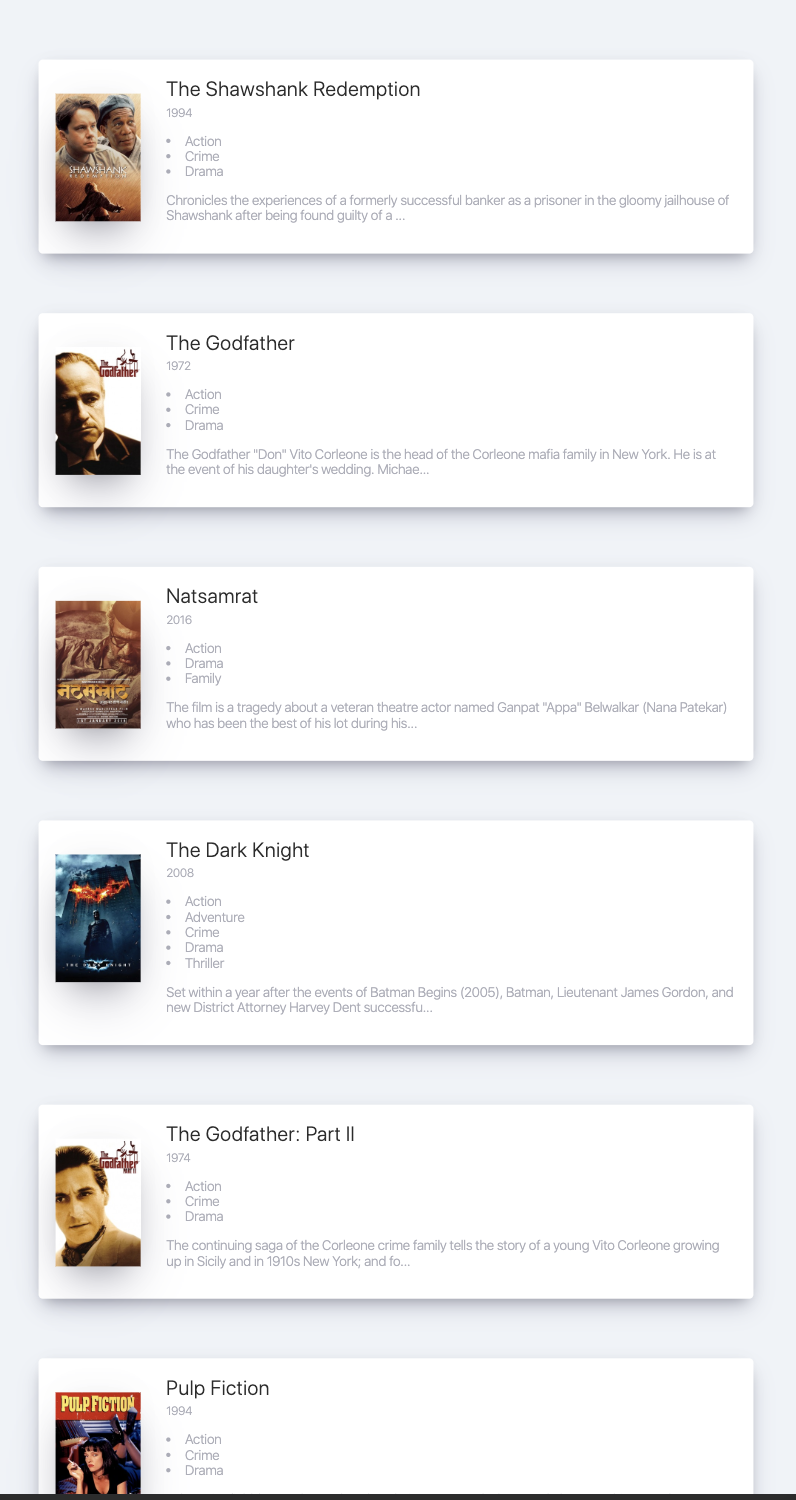 The Shawshank Redemption
1994
SHAWSHANK
REDEMPTION
• Action
• Crime
• Drama
Chronicles the experiences of a formerly successful banker as a prisoner in the gloomy jailhouse of
Shawshank after being found guilty of a ...
The Godfather
1972
The
Godfather
• Action
• Crime
• Drama
The Godfather "Don" Vito Corleone is the head of the Corleone mafia family in New York. He is at
the event of his daughter's wedding. Michae...
Natsamrat
2016
नटसम्राट
1ST JANUARY 2016
• Action
• Drama
• Family
The film is a tragedy about a veteran theatre actor named Ganpat "Appa" Belwalkar (Nana Patekar)
who has been the best of his lot during his...
The Dark Knight
2008
THE DARK KNIGHT
• Action
• Adventure
• Crime
• Drama
• Thriller
Set within a year after the events of Batman Begins (2005), Batman, Lieutenant James Gordon, and
new District Attorney Harvey Dent successfu...
The Godfather: Part II
1974
The
Godfather
PART II
• Action
• Crime
• Drama
The continuing saga of the Corleone crime family tells the story of a young Vito Corleone growing
up in Sicily and in 1910s New York; and fo...
Pulp Fiction
1994
PULP FICTION
• Action
• Crime
• Drama